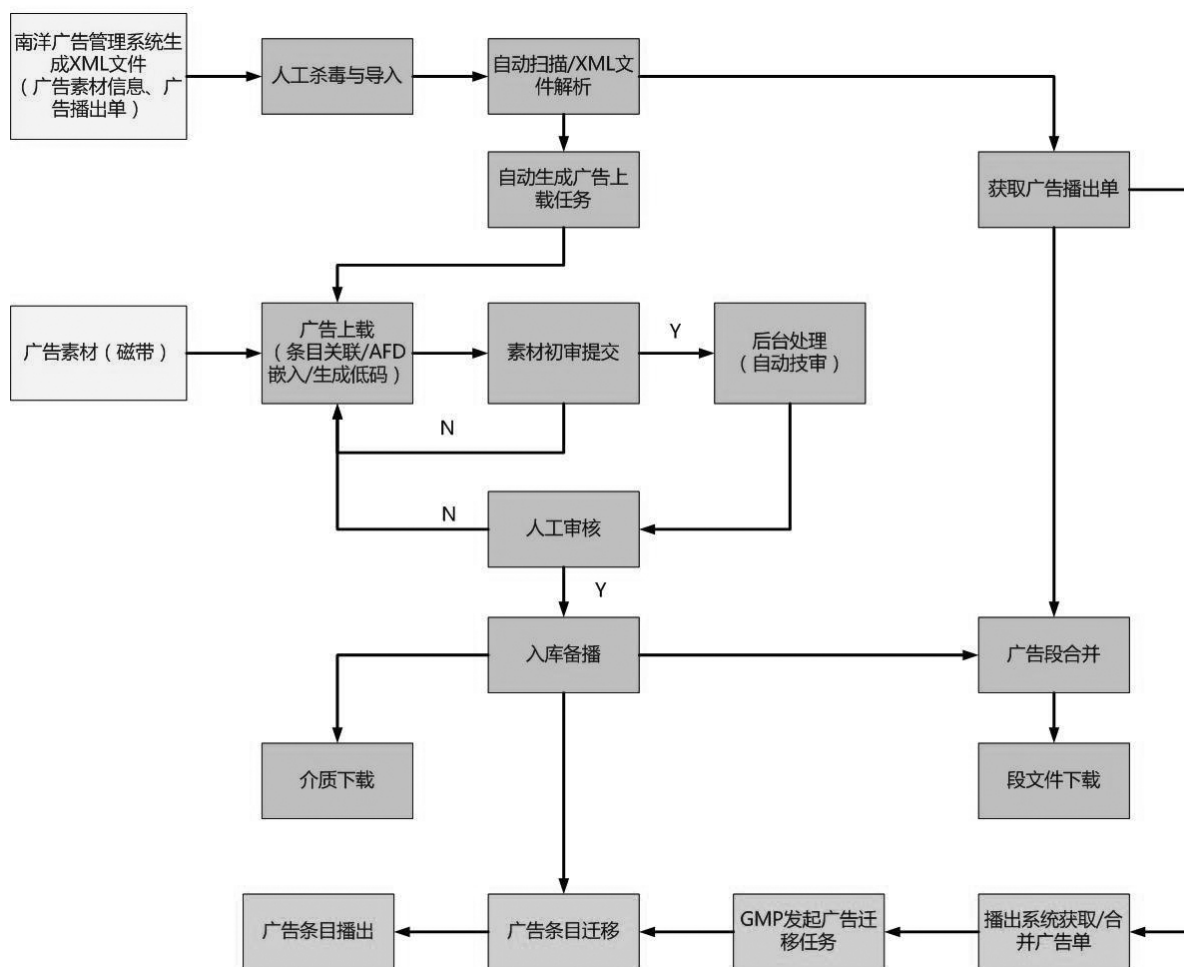 南洋广告管理系统生
成XML文件
（广告素材信息、广
告播出单）
人工杀毒与导入
自动扫描/XML文
件解析
自动生成广告上
载任务
获取广告播出单
广告素材（磁带）
广告上载
（条目关联/AFD
嵌入/生成低码）
素材初审提交
Y
后台处理
（自动技审）
N
N
人工审核
Y
入库备播
广告段合并
介质下载
段文件下载
广告条目播出
广告条目迁移
GMP发起广告迁
移任务
播出系统获取/合
并广告单